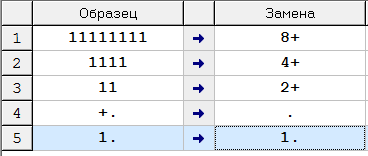 Образец Замена
1 11111111 → 8+
2 1111 → 4+
3 11 → 2+
4 +. → .
5 1. → 1.